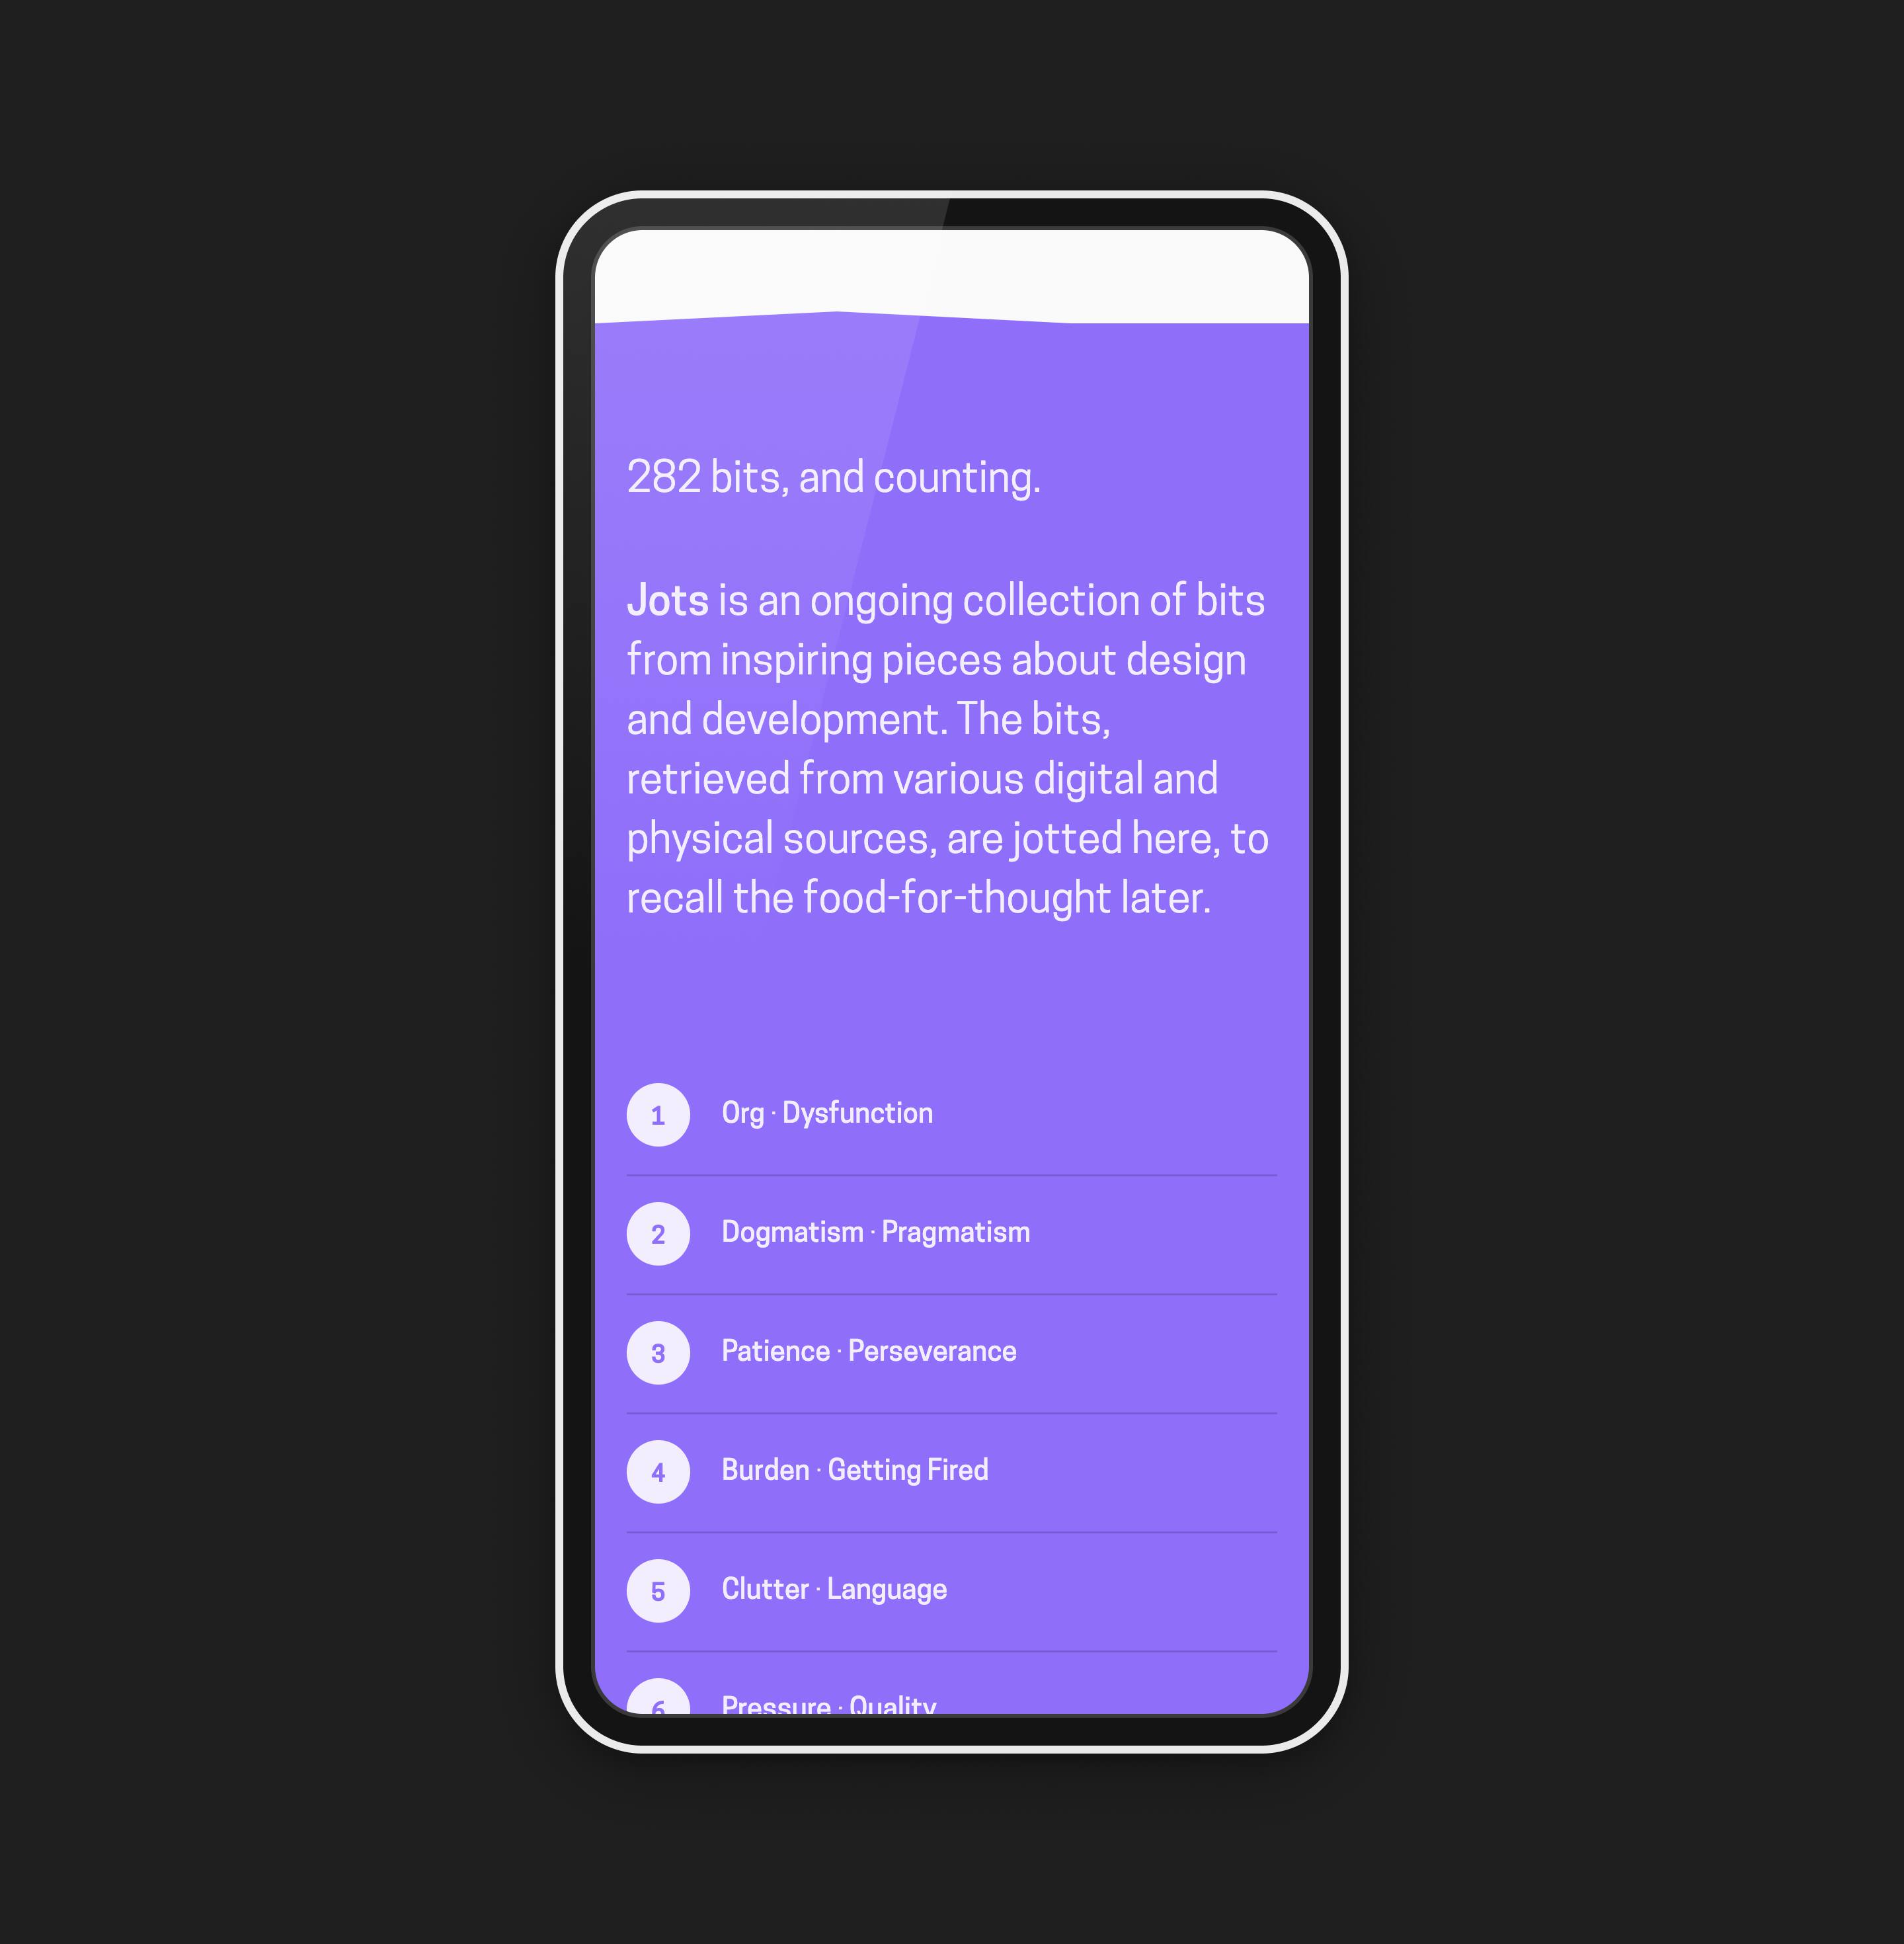 282 bits, and counting.
Jots is an ongoing collection of bits
from inspiring pieces about design
and development. The bits,
retrieved from various digital and
physical sources, are jotted here, to
recall the food-for-thought later.
1 Org · Dysfunction
2 Dogmatism · Pragmatism
3 Patience · Perseverance
4 Burden · Getting Fired
5 Clutter · Language
6 Pressure · Quality